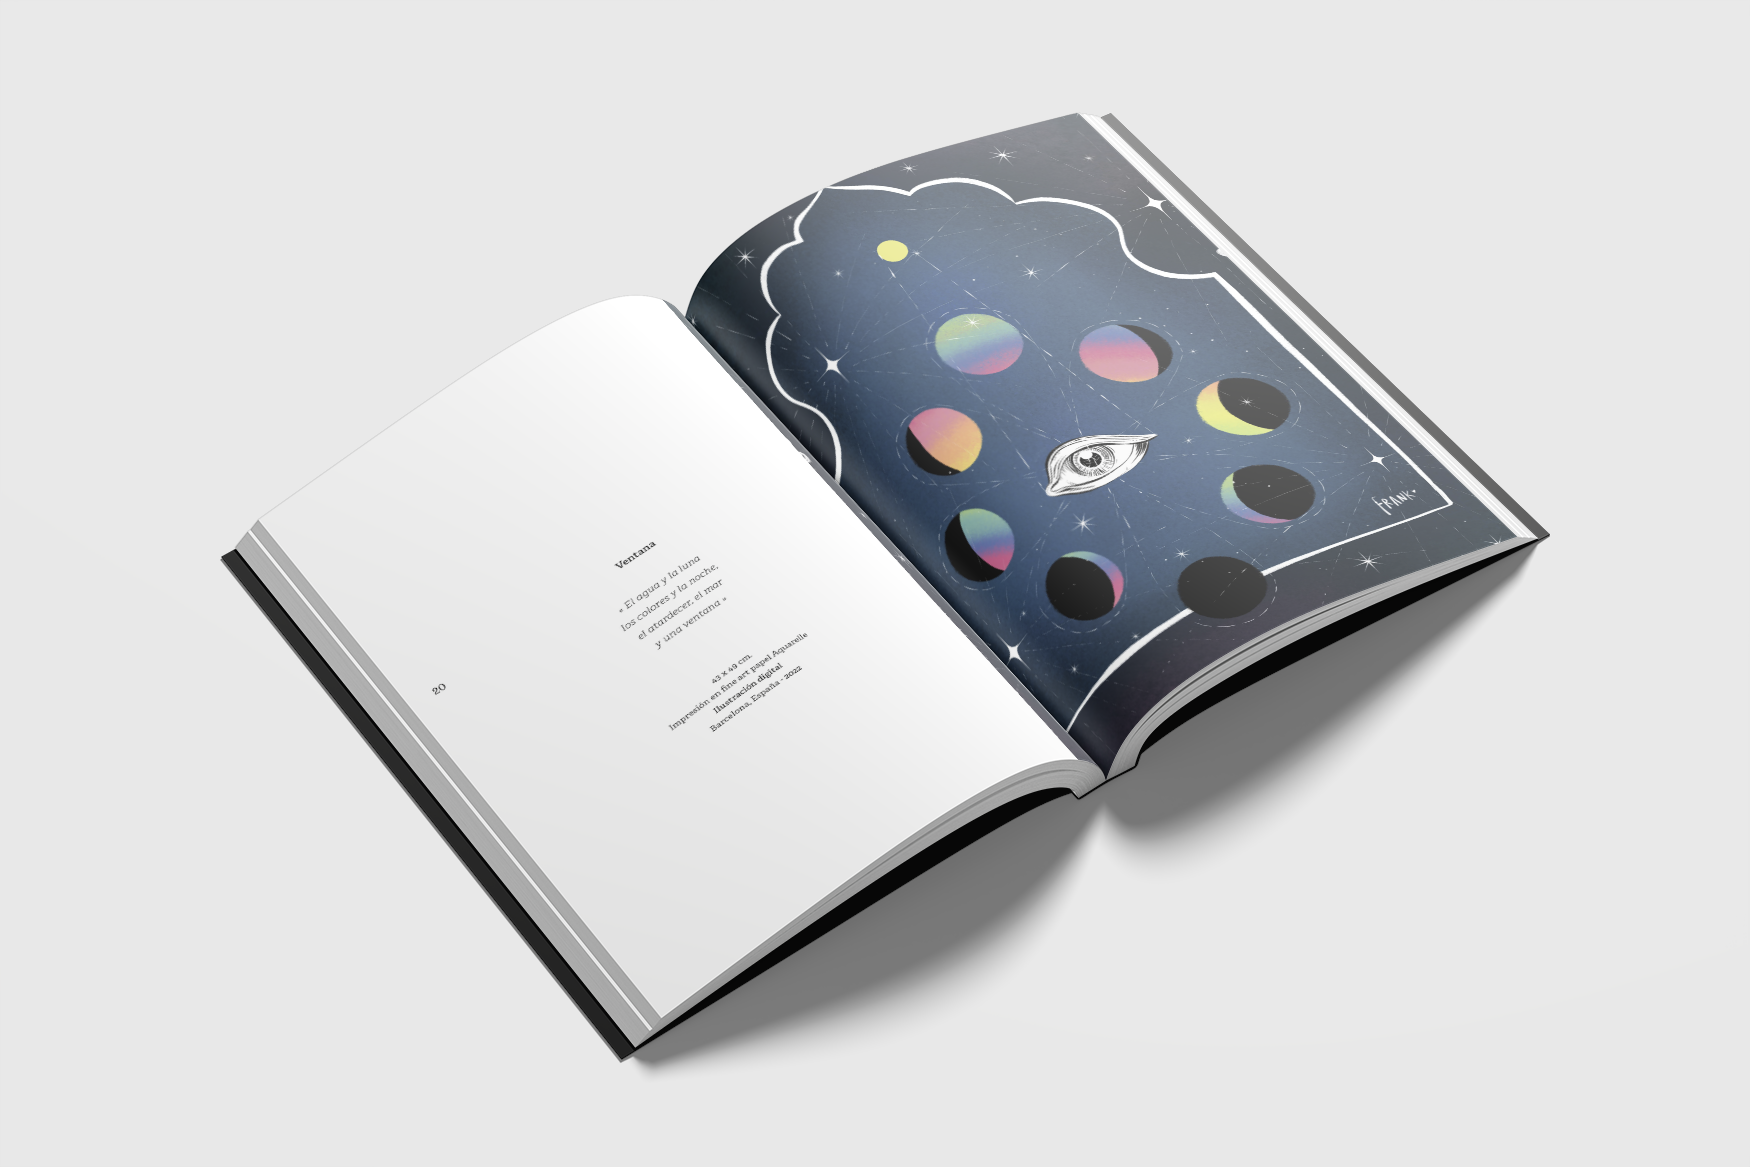 Ventana
« El agua y la luna
los colores y la noche,
el atardecer, el mar
y una ventana »
43 x 49 cm.
Impresión en fine art papel Aquarelle
Ilustración digital
Barcelona, España - 2022
20
FRANK